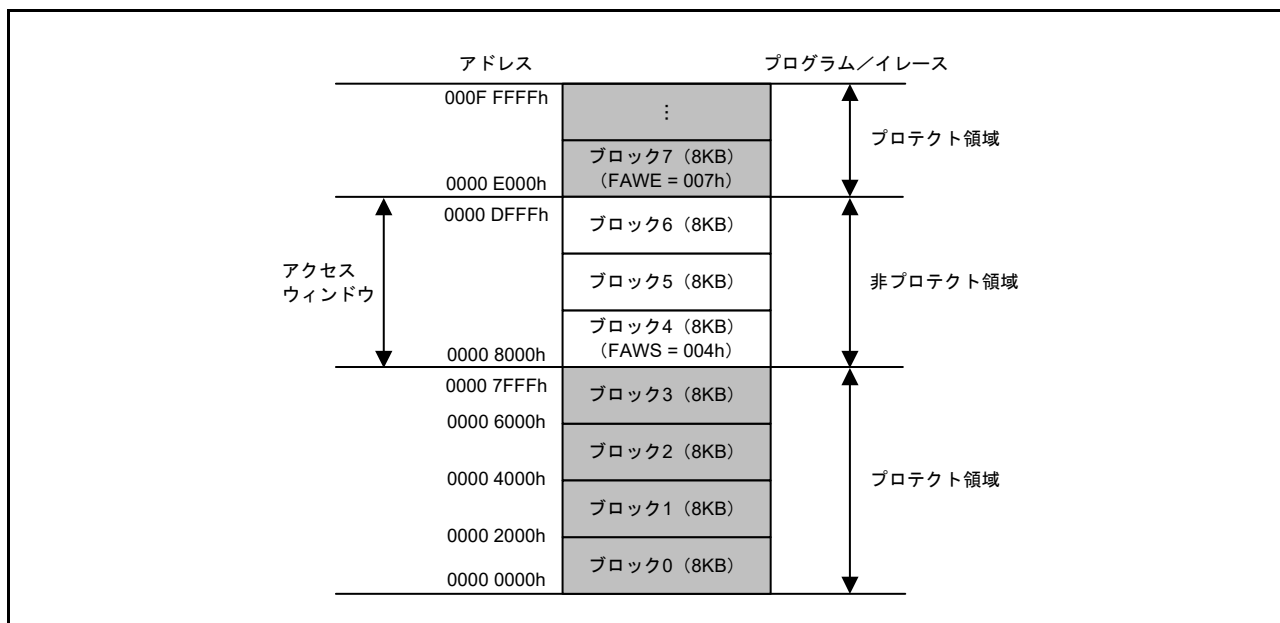 アドレス
プログラム／イレース
000F FFFFh
⋮
プロテクト領域
ブロック7（8KB）
（FAWE = 007h）
0000 E000h
0000 DFFFh
ブロック6（8KB）
アクセス
ウィンドウ
ブロック5（8KB）
非プロテクト領域
ブロック4（8KB）
（FAWS = 004h）
0000 8000h
0000 7FFFh
ブロック3（8KB）
0000 6000h
ブロック2（8KB）
0000 4000h
プロテクト領域
ブロック1（8KB）
0000 2000h
ブロック0（8KB）
0000 0000h